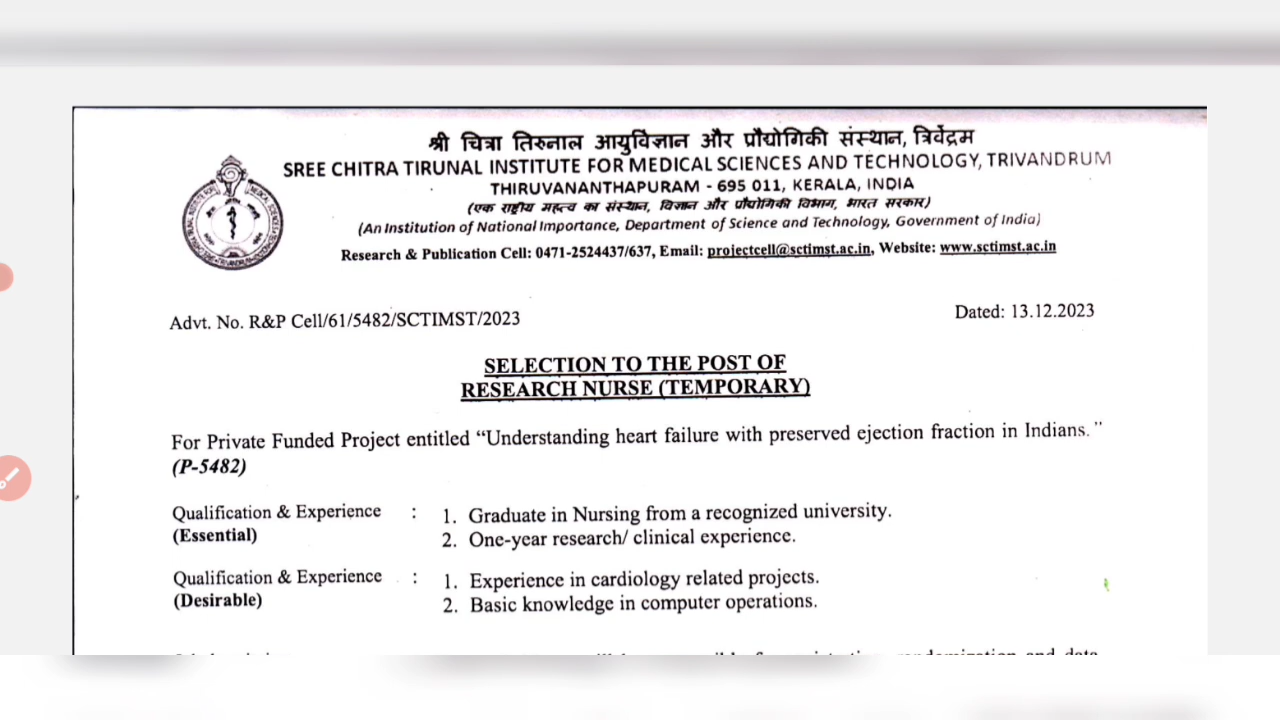 श्री चित्रा तिरुनाल आयुर्विज्ञान और प्रौद्योगिकी संस्थान, त्रिवेंद्रम
SREE CHITRA TIRUNAL INSTITUTE FOR MEDICAL SCIENCES AND TECHNOLOGY, TRIVANDRUM
THIRUVANANTHAPURAM - 695 011, KERALA, INDIA
(एक राष्ट्रीय महत्व का संस्थान, विज्ञान और प्रौद्योगिकी विभाग, भारत सरकार)
(An Institution of National Importance, Department of Science and Technology, Government of India)
Research & Publication Cell: 0471-2524437/637, Email: projectcell@sctimst.ac.in, Website: www.sctimst.ac.in
Advt. No. R&P Cell/61/5482/SCTIMST/2023 Dated: 13.12.2023
SELECTION TO THE POST OF
RESEARCH NURSE (TEMPORARY)
For Private Funded Project entitled “Understanding heart failure with preserved ejection fraction in Indians.”
(P-5482)
Qualification & Experience : 1. Graduate in Nursing from a recognized university.
(Essential) 2. One-year research/ clinical experience.
Qualification & Experience : 1. Experience in cardiology related projects.
(Desirable) 2. Basic knowledge in computer operations.